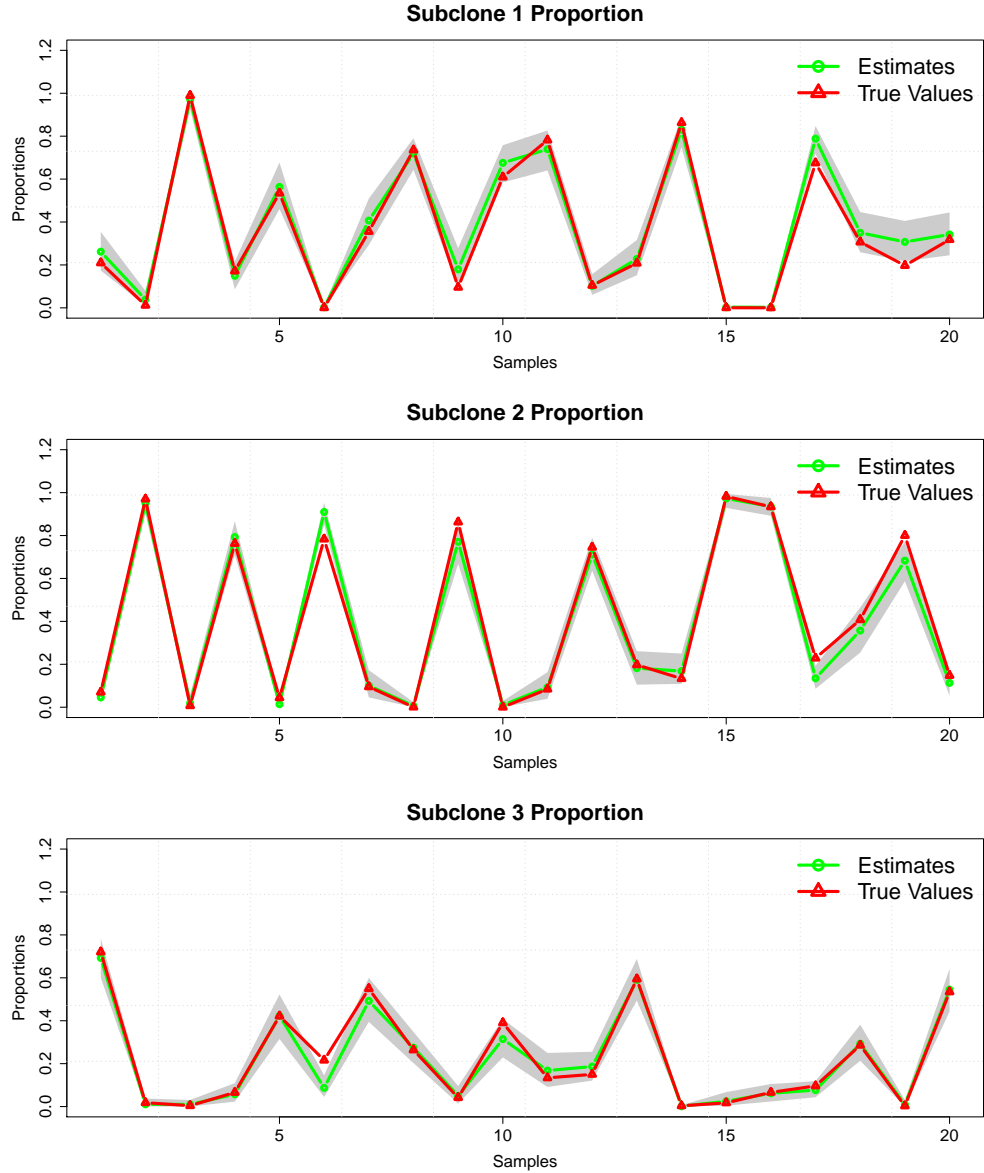 Subclone 1 Proportion
1.2
1.0
0.8
0.6
0.4
0.2
0.0
Proportions
Estimates
True Values
5
10
15
20
Samples
Subclone 2 Proportion
1.2
1.0
0.8
0.6
0.4
0.2
0.0
Proportions
Estimates
True Values
5
10
15
20
Samples
Subclone 3 Proportion
1.2
1.0
0.8
0.6
0.4
0.2
0.0
Proportions
Estimates
True Values
5
10
15
20
Samples